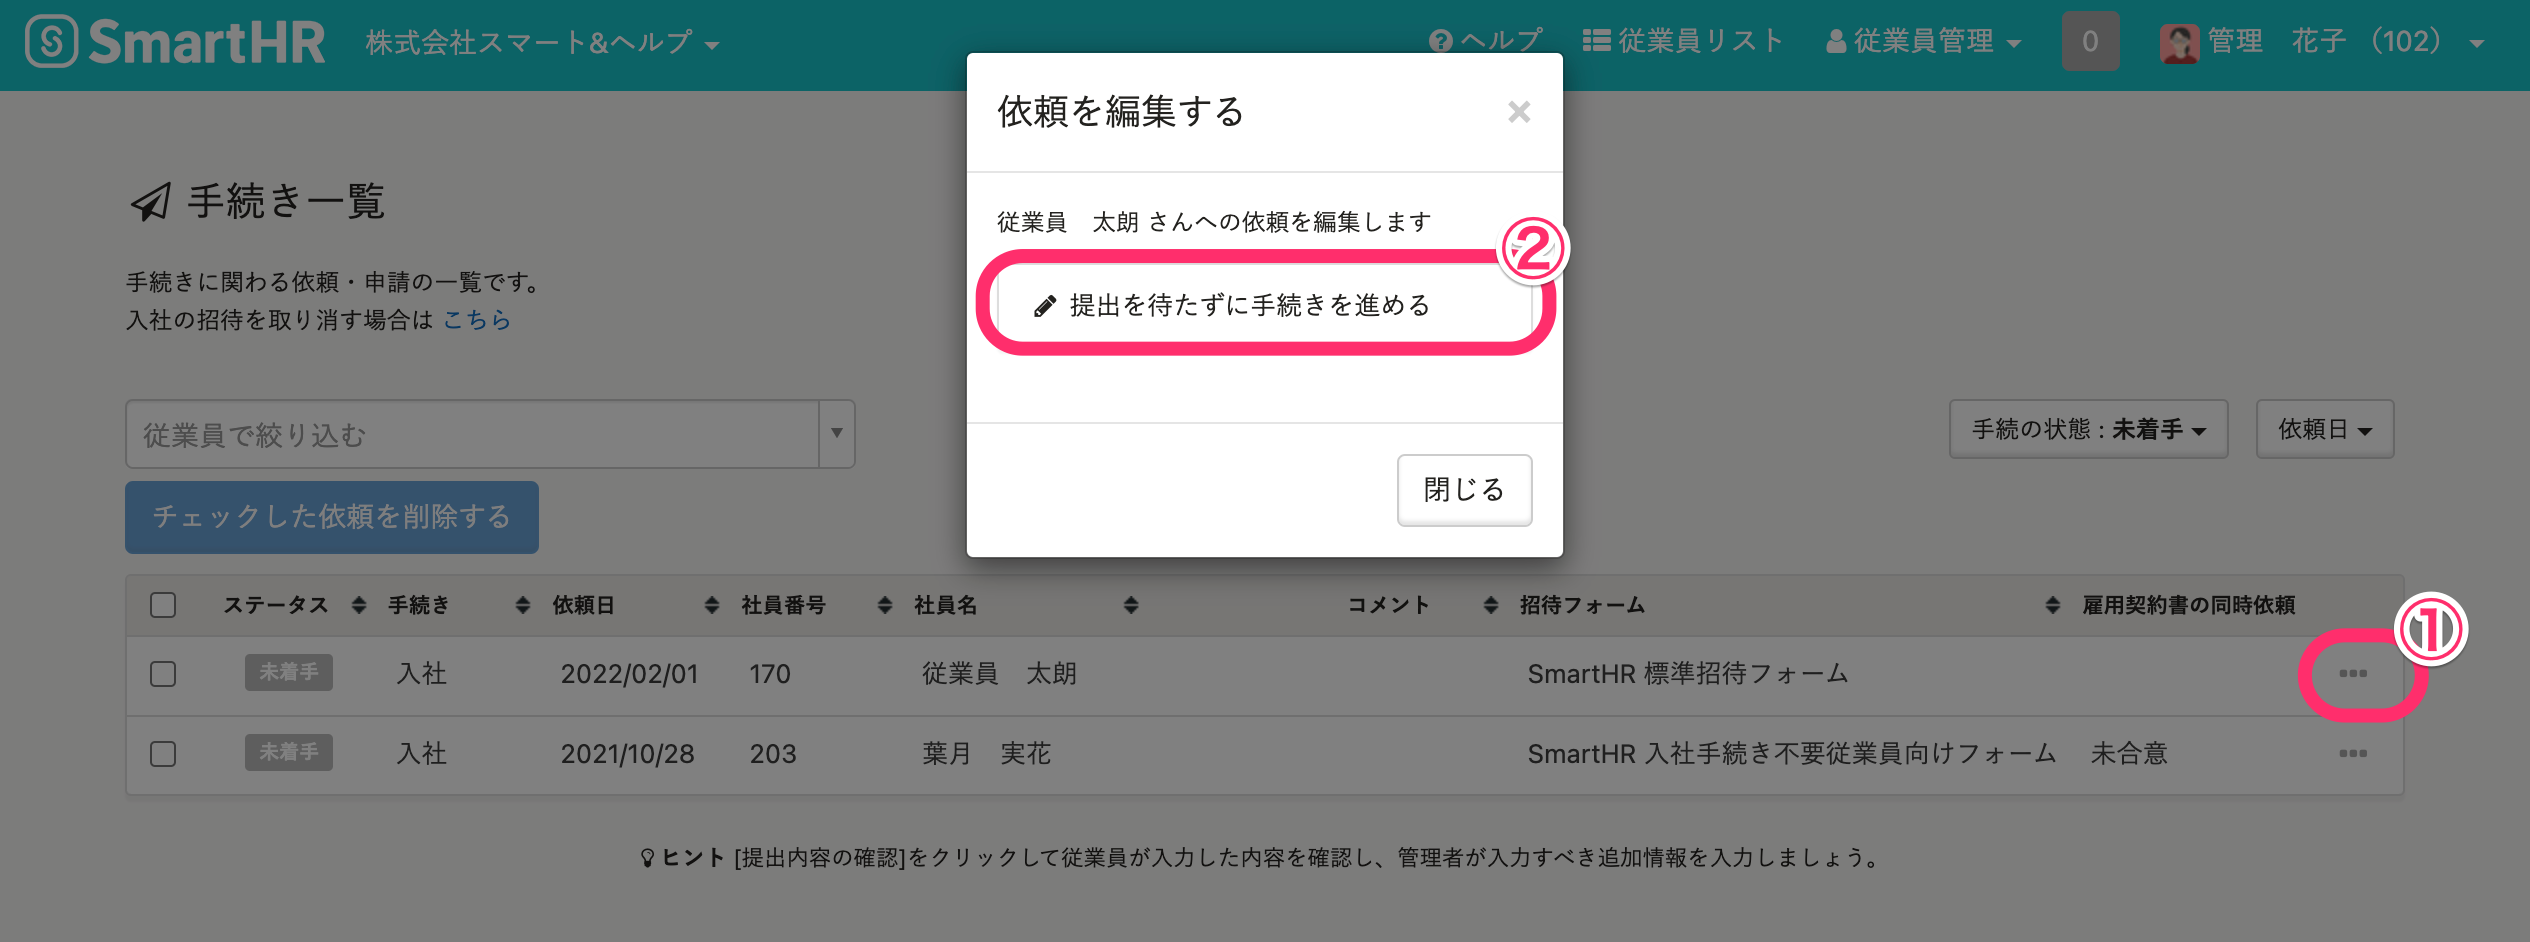 SmartHR 株式会社スマート&ヘルプ ヘルプ 従業員リスト 従業員管理 0 管理 花子 (102)
依頼を編集する ×
手続き一覧
従業員 太朗 さんへの依頼を編集します
②
提出を待たずに手続きを進める
手続きに関わる依頼・申請の一覧です。
入社の招待を取り消す場合は こちら
従業員で絞り込む
手続の状態 : 未着手 依頼日
閉じる
チェックした依頼を削除する
ステータス 手続き 依頼日 社員番号 社員名 コメント 招待フォーム 雇用契約書の同時依頼
①
未着手 入社 2022/02/01 170 従業員 太朗 SmartHR 標準招待フォーム
未着手 入社 2021/10/28 203 葉月 実花 SmartHR 入社手続き不要従業員向けフォーム 未合意
ヒント [提出内容の確認]をクリックして従業員が入力した内容を確認し、管理者が入力すべき追加情報を入力しましょう。